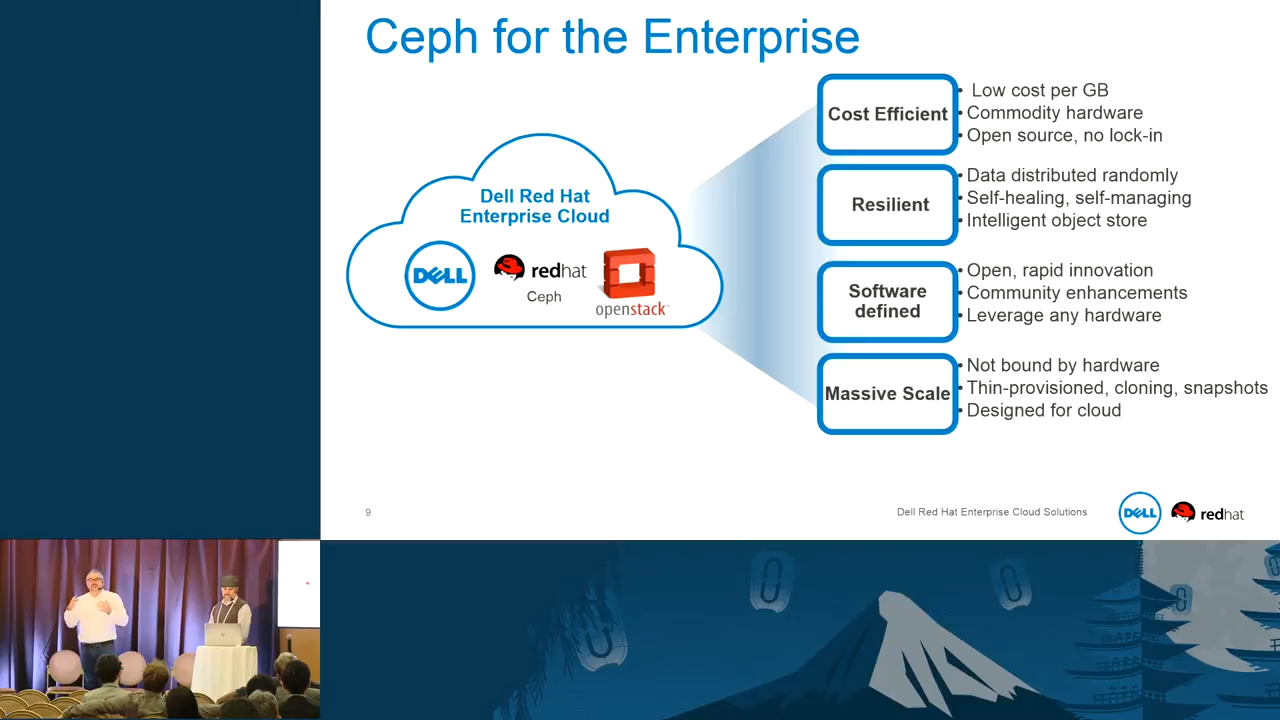 Ceph for the Enterprise
Dell Red Hat
Enterprise Cloud
DELL
redhat
Ceph
openstack
Cost Efficient
• Low cost per GB
• Commodity hardware
• Open source, no lock-in
Resilient
• Data distributed randomly
• Self-healing, self-managing
• Intelligent object store
Software
defined
• Open, rapid innovation
• Community enhancements
• Leverage any hardware
Massive Scale
• Not bound by hardware
• Thin-provisioned, cloning, snapshots
• Designed for cloud
9
Dell Red Hat Enterprise Cloud Solutions
DELL
redhat